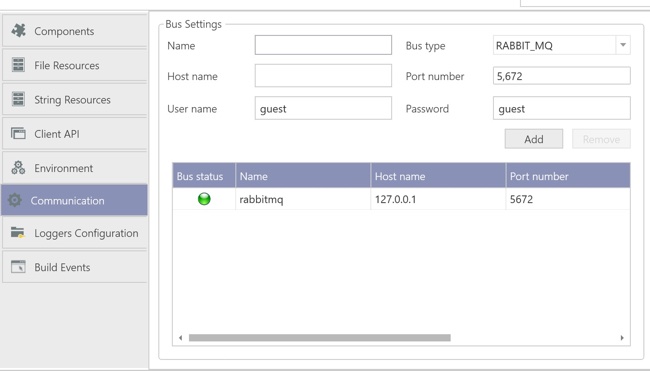 Components
File Resources
String Resources
Client API
Environment
Communication
Loggers Configuration
Build Events
Bus Settings
Name
Bus type RABBIT_MQ
Host name
Port number 5,672
User name guest
Password guest
Add Remove
Bus status Name Host name Port number
rabbitmq 127.0.0.1 5672